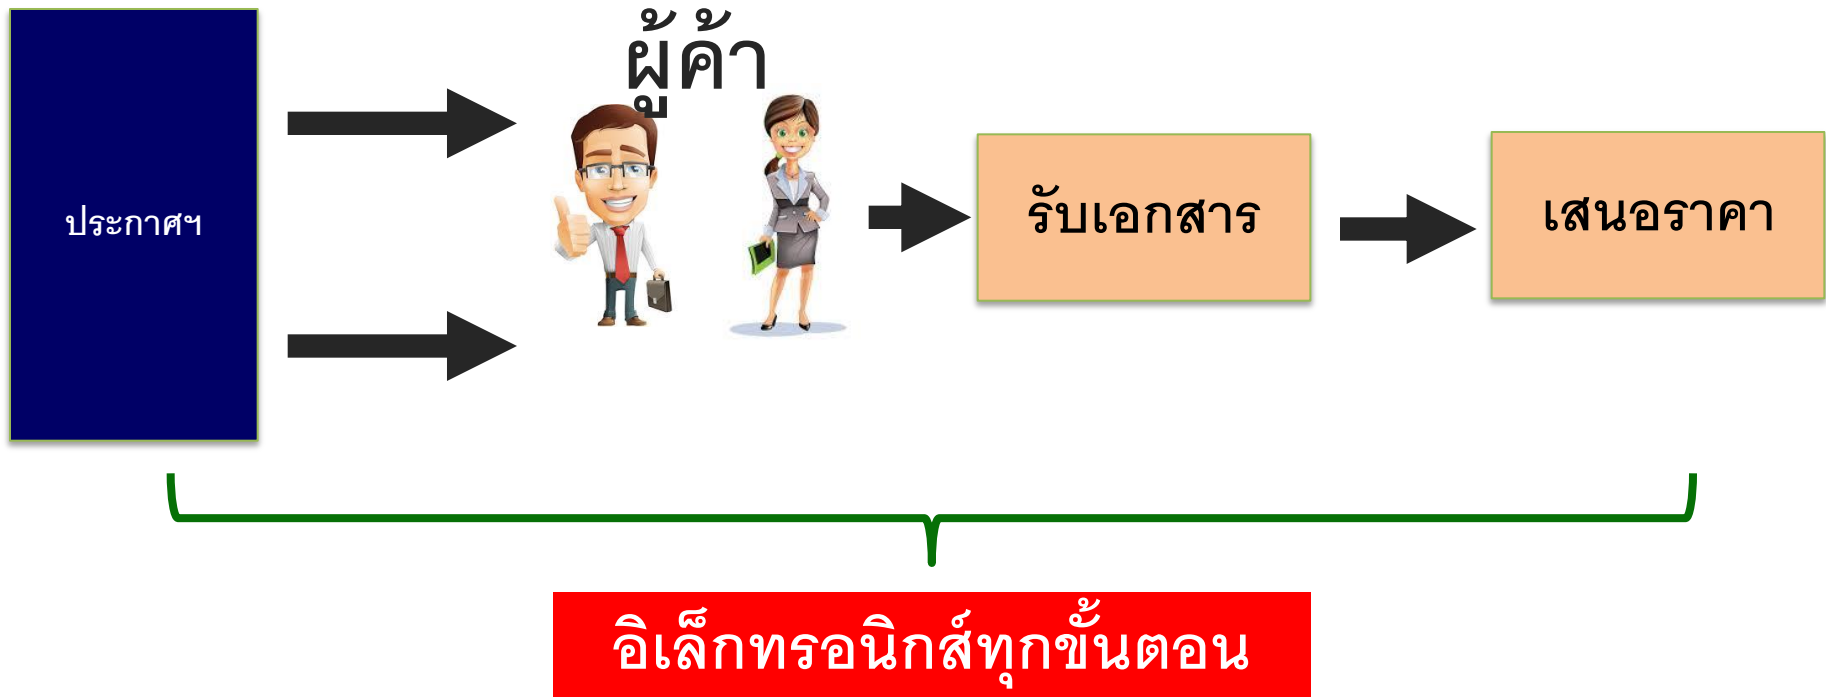 ผู้ค้า
ประกาศฯ
รับเอกสาร
เสนอราคา
อิเล็กทรอนิกส์ทุกขั้นตอน